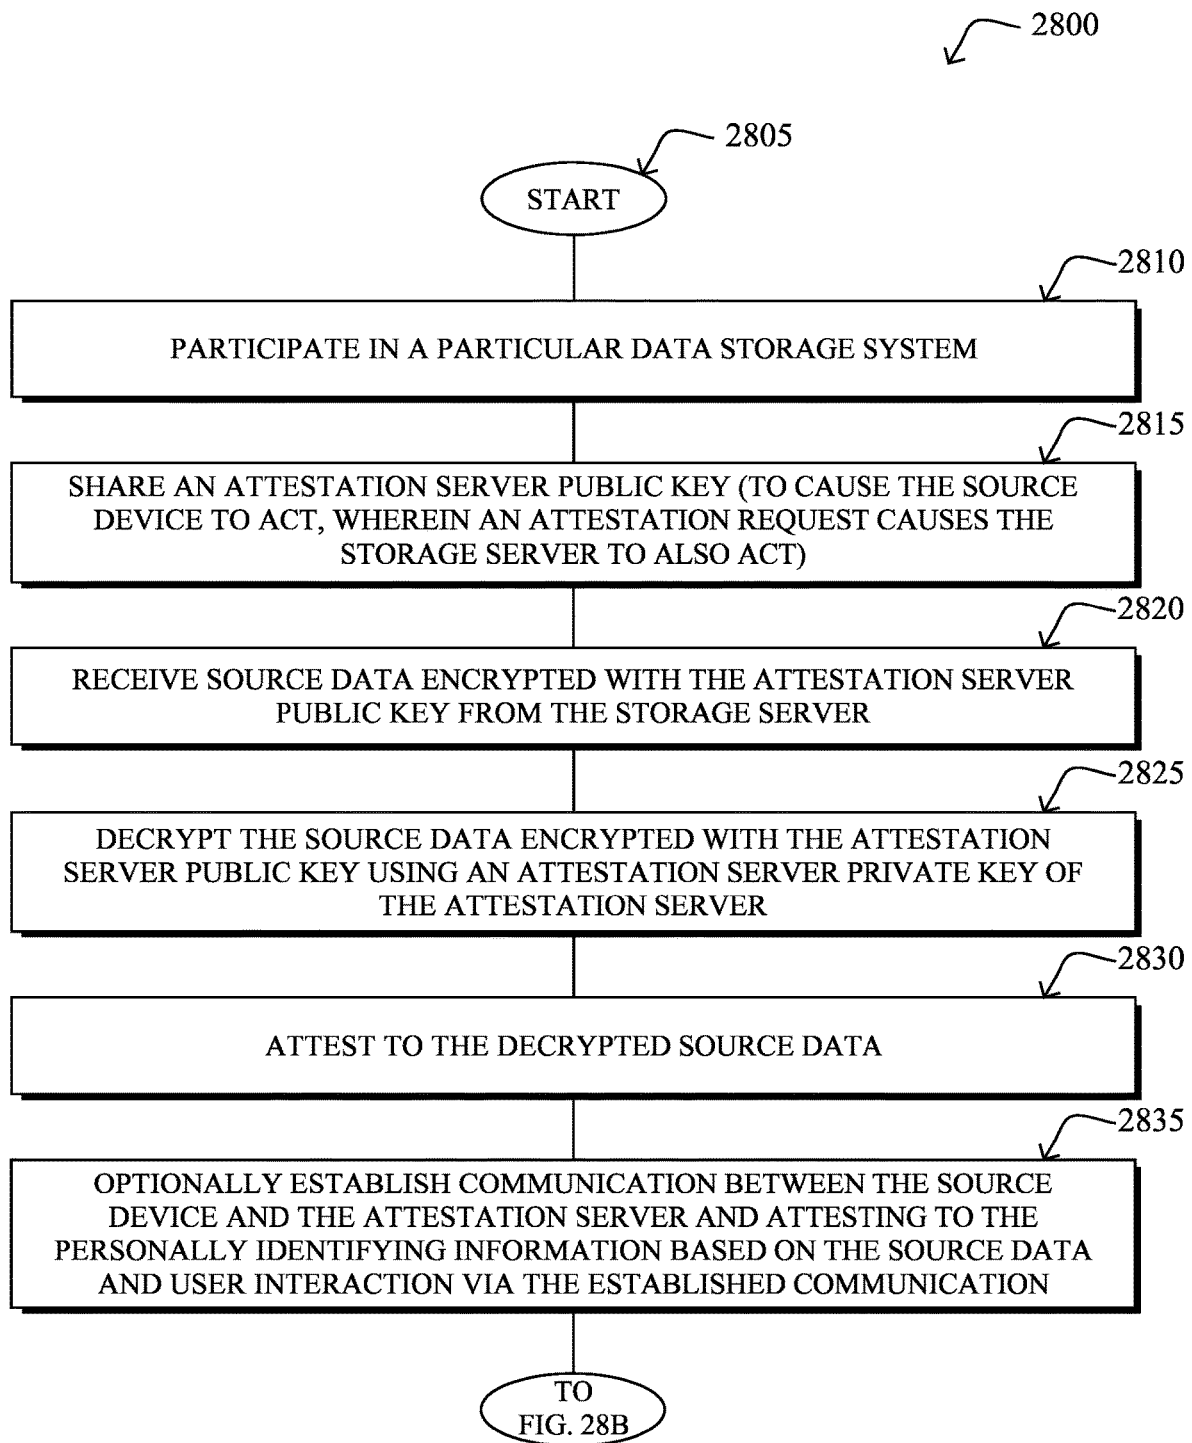 2800
2805
START
2810
PARTICIPATE IN A PARTICULAR DATA STORAGE SYSTEM
2815
SHARE AN ATTESTATION SERVER PUBLIC KEY (TO CAUSE THE SOURCE
DEVICE TO ACT, WHEREIN AN ATTESTATION REQUEST CAUSES THE
STORAGE SERVER TO ALSO ACT)
2820
RECEIVE SOURCE DATA ENCRYPTED WITH THE ATTESTATION SERVER
PUBLIC KEY FROM THE STORAGE SERVER
2825
DECRYPT THE SOURCE DATA ENCRYPTED WITH THE ATTESTATION
SERVER PUBLIC KEY USING AN ATTESTATION SERVER PRIVATE KEY OF
THE ATTESTATION SERVER
2830
ATTEST TO THE DECRYPTED SOURCE DATA
2835
OPTIONALLY ESTABLISH COMMUNICATION BETWEEN THE SOURCE
DEVICE AND THE ATTESTATION SERVER AND ATTESTING TO THE
PERSONALLY IDENTIFYING INFORMATION BASED ON THE SOURCE DATA
AND USER INTERACTION VIA THE ESTABLISHED COMMUNICATION
TO
FIG. 28B